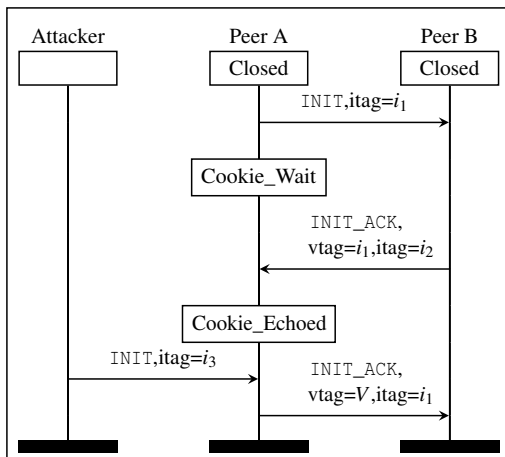 Attacker Peer A Peer B
Closed Closed
INIT,itag=i₁
Cookie_Wait
INIT_ACK,
vtag=i₁,itag=i₂
Cookie_Echoed
INIT,itag=i₃
INIT_ACK,
vtag=V,itag=i₁